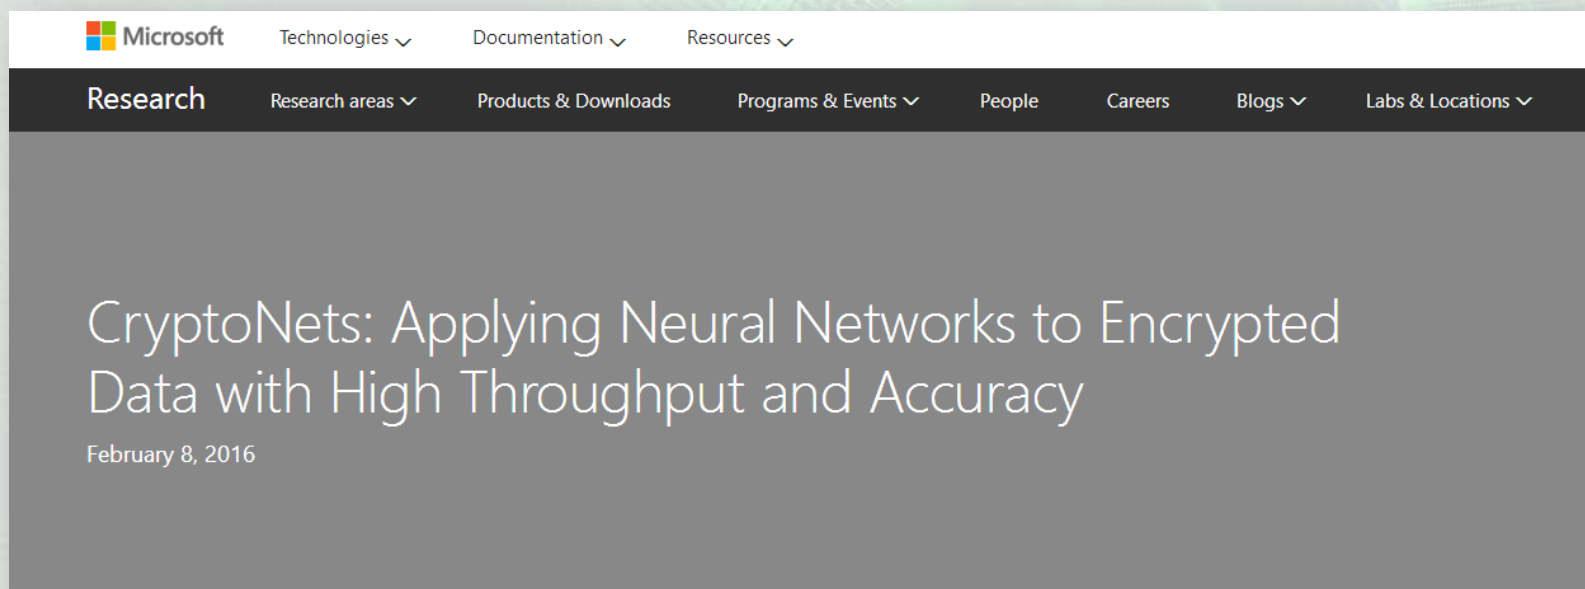 Microsoft Technologies Documentation Resources
Research Research areas Products & Downloads Programs & Events People Careers Blogs Labs & Locations
CryptoNets: Applying Neural Networks to Encrypted
Data with High Throughput and Accuracy
February 8, 2016